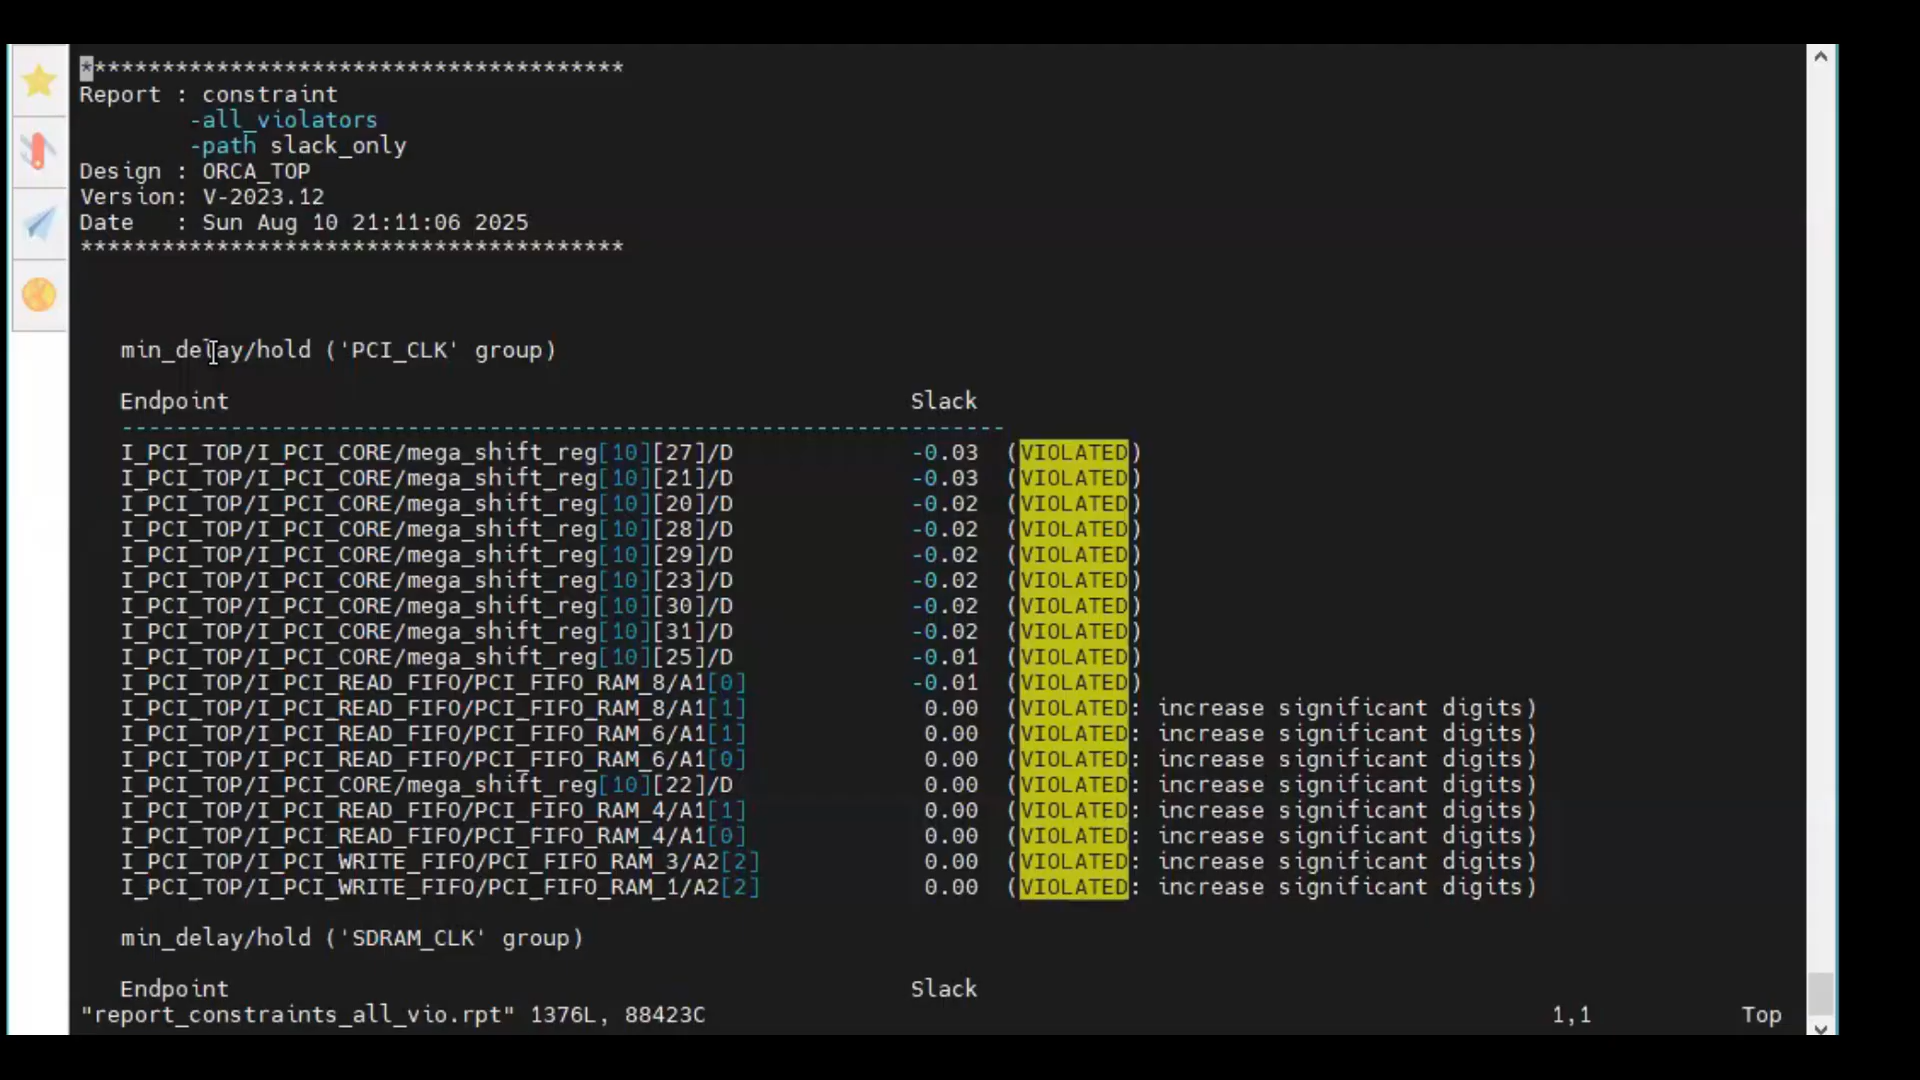 ****************************************
Report : constraint
        -all_violators
        -path slack_only
Design : ORCA_TOP
Version: V-2023.12
Date   : Sun Aug 10 21:11:06 2025
****************************************
min_delay/hold ('PCI_CLK' group)
Endpoint Slack
-----------------------------------------------------------------
I_PCI_TOP/I_PCI_CORE/mega_shift_reg[10][27]/D -0.03 (VIOLATED)
I_PCI_TOP/I_PCI_CORE/mega_shift_reg[10][21]/D -0.03 (VIOLATED)
I_PCI_TOP/I_PCI_CORE/mega_shift_reg[10][20]/D -0.02 (VIOLATED)
I_PCI_TOP/I_PCI_CORE/mega_shift_reg[10][28]/D -0.02 (VIOLATED)
I_PCI_TOP/I_PCI_CORE/mega_shift_reg[10][29]/D -0.02 (VIOLATED)
I_PCI_TOP/I_PCI_CORE/mega_shift_reg[10][23]/D -0.02 (VIOLATED)
I_PCI_TOP/I_PCI_CORE/mega_shift_reg[10][30]/D -0.02 (VIOLATED)
I_PCI_TOP/I_PCI_CORE/mega_shift_reg[10][31]/D -0.02 (VIOLATED)
I_PCI_TOP/I_PCI_CORE/mega_shift_reg[10][25]/D -0.01 (VIOLATED)
I_PCI_TOP/I_PCI_READ_FIFO/PCI_FIFO_RAM_8/A1[0] -0.01 (VIOLATED)
I_PCI_TOP/I_PCI_READ_FIFO/PCI_FIFO_RAM_8/A1[1] 0.00 (VIOLATED: increase significant digits)
I_PCI_TOP/I_PCI_READ_FIFO/PCI_FIFO_RAM_6/A1[1] 0.00 (VIOLATED: increase significant digits)
I_PCI_TOP/I_PCI_READ_FIFO/PCI_FIFO_RAM_6/A1[0] 0.00 (VIOLATED: increase significant digits)
I_PCI_TOP/I_PCI_CORE/mega_shift_reg[10][22]/D 0.00 (VIOLATED: increase significant digits)
I_PCI_TOP/I_PCI_READ_FIFO/PCI_FIFO_RAM_4/A1[1] 0.00 (VIOLATED: increase significant digits)
I_PCI_TOP/I_PCI_READ_FIFO/PCI_FIFO_RAM_4/A1[0] 0.00 (VIOLATED: increase significant digits)
I_PCI_TOP/I_PCI_WRITE_FIFO/PCI_FIFO_RAM_3/A2[2] 0.00 (VIOLATED: increase significant digits)
I_PCI_TOP/I_PCI_WRITE_FIFO/PCI_FIFO_RAM_1/A2[2] 0.00 (VIOLATED: increase significant digits)
min_delay/hold ('SDRAM_CLK' group)
Endpoint Slack
"report_constraints_all_vio.rpt" 1376L, 88423C 1,1 Top